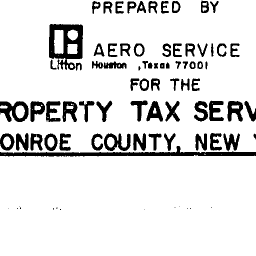 PREPARED BY
AERO SERVICE
Litton Houston, Texas 77001
FOR THE
ROPERTY TAX SERV
ONROE COUNTY, NEW